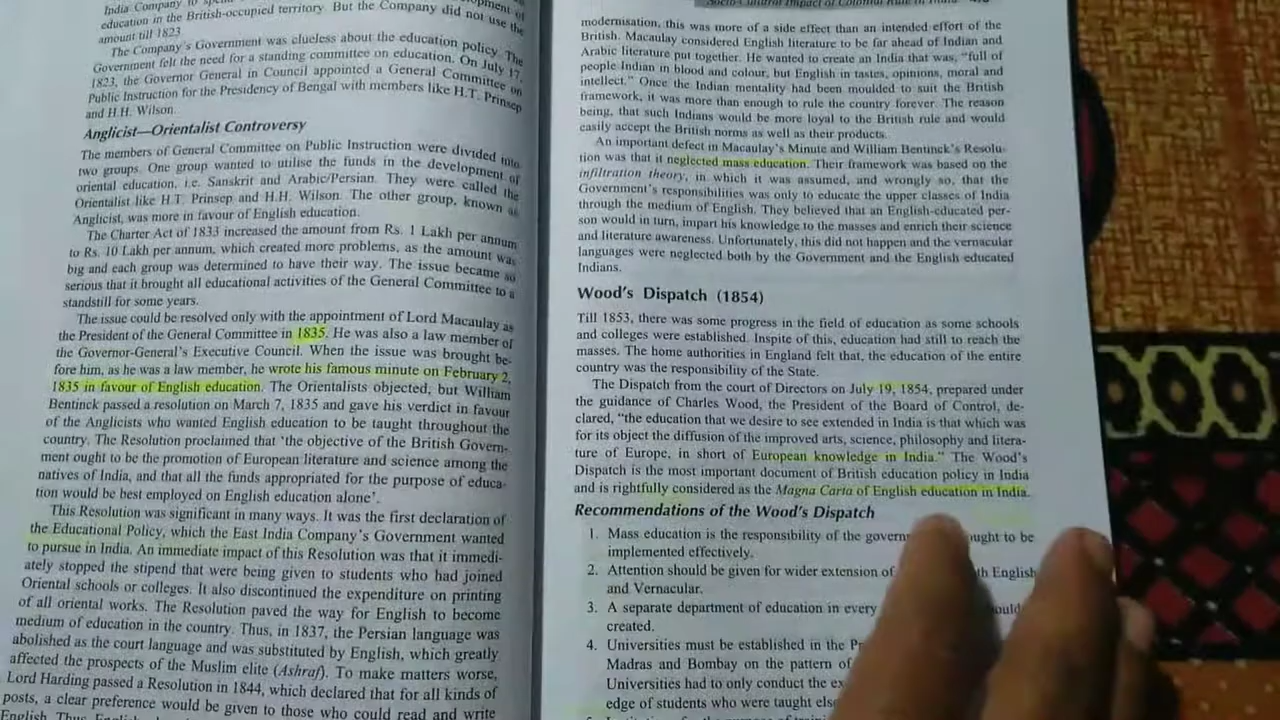 India Company to
education in the British-occupied territory. But the Company did not use the
amount till 1823
The Company's Government was clueless about the education policy. The
Government felt the need for a standing committee on education. On July 17,
1823, the Governor General in Council appointed a General Committee on
Public Instruction for the Presidency of Bengal with members like H.T. Prinsep
and H.H. Wilson.
Anglicist—Orientalist Controversy
The members of General Committee on Public Instruction were divided into
two groups. One group wanted to utilise the funds in the development of
oriental education, i.e. Sanskrit and Arabic/Persian. They were called the
Orientalist like H.T. Prinsep and H.H. Wilson. The other group, known as
Anglicist, was more in favour of English education.
The Charter Act of 1833 increased the amount from Rs. 1 Lakh per annum
to Rs. 10 Lakh per annum, which created more problems, as the amount was
big and each group was determined to have their way. The issue became so
serious that it brought all educational activities of the General Committee to a
standstill for some years.
The issue could be resolved only with the appointment of Lord Macaulay as
the President of the General Committee in 1835. He was also a law member of
the Governor-General's Executive Council. When the issue was brought be-
fore him, as he was a law member, he wrote his famous minute on February 2,
1835 in favour of English education. The Orientalists objected, but William
Bentinck passed a resolution on March 7, 1835 and gave his verdict in favour
of the Anglicists who wanted English education to be taught throughout the
country. The Resolution proclaimed that 'the objective of the British Govern-
ment ought to be the promotion of European literature and science among the
natives of India, and that all the funds appropriated for the purpose of educa-
tion would be best employed on English education alone'.
This Resolution was significant in many ways. It was the first declaration of
the Educational Policy, which the East India Company's Government wanted
to pursue in India. An immediate impact of this Resolution was that it immedi-
ately stopped the stipend that were being given to students who had joined
Oriental schools or colleges. It also discontinued the expenditure on printing
of all oriental works. The Resolution paved the way for English to become
medium of education in the country. Thus, in 1837, the Persian language was
abolished as the court language and was substituted by English, which greatly
affected the prospects of the Muslim elite (Ashraf). To make matters worse,
Lord Harding passed a Resolution in 1844, which declared that for all kinds of
posts, a clear preference would be given to those who could read and write
English. Thus, English
Socio-Cultural Impact of Colonial Rule in India
modernisation, this was more of a side effect than an intended effort of the
British. Macaulay considered English literature to be far ahead of Indian and
Arabic literature put together. He wanted to create an India that was, "full of
people Indian in blood and colour, but English in tastes, opinions, moral and
intellect." Once the Indian mentality had been moulded to suit the British
framework, it was more than enough to rule the country forever. The reason
being, that such Indians would be more loyal to the British rule and would
easily accept the British norms as well as their products.
An important defect in Macaulay's Minute and William Bentinck's Resolu-
tion was that it neglected mass education. Their framework was based on the
infiltration theory, in which it was assumed, and wrongly so, that the
Government's responsibilities was only to educate the upper classes of India
through the medium of English. They believed that an English-educated per-
son would in turn, impart his knowledge to the masses and enrich their science
and literature awareness. Unfortunately, this did not happen and the vernacular
languages were neglected both by the Government and the English educated
Indians.
Wood's Dispatch (1854)
Till 1853, there was some progress in the field of education as some schools
and colleges were established. Inspite of this, education had still to reach the
masses. The home authorities in England felt that, the education of the entire
country was the responsibility of the State.
The Dispatch from the court of Directors on July 19, 1854, prepared under
the guidance of Charles Wood, the President of the Board of Control, de-
clared, "the education that we desire to see extended in India is that which was
for its object the diffusion of the improved arts, science, philosophy and litera-
ture of Europe, in short of European knowledge in India." The Wood's
Dispatch is the most important document of British education policy in India
and is rightfully considered as the Magna Carta of English education in India.
Recommendations of the Wood's Dispatch
1. Mass education is the responsibility of the ought to be
implemented effectively.
2. Attention should be given for wider extension of English
and Vernacular.
3. A separate department of education in every
created.
4. Universities must be established in the
Madras and Bombay on the pattern of
Universities had to only conduct the
edge of students who were taught